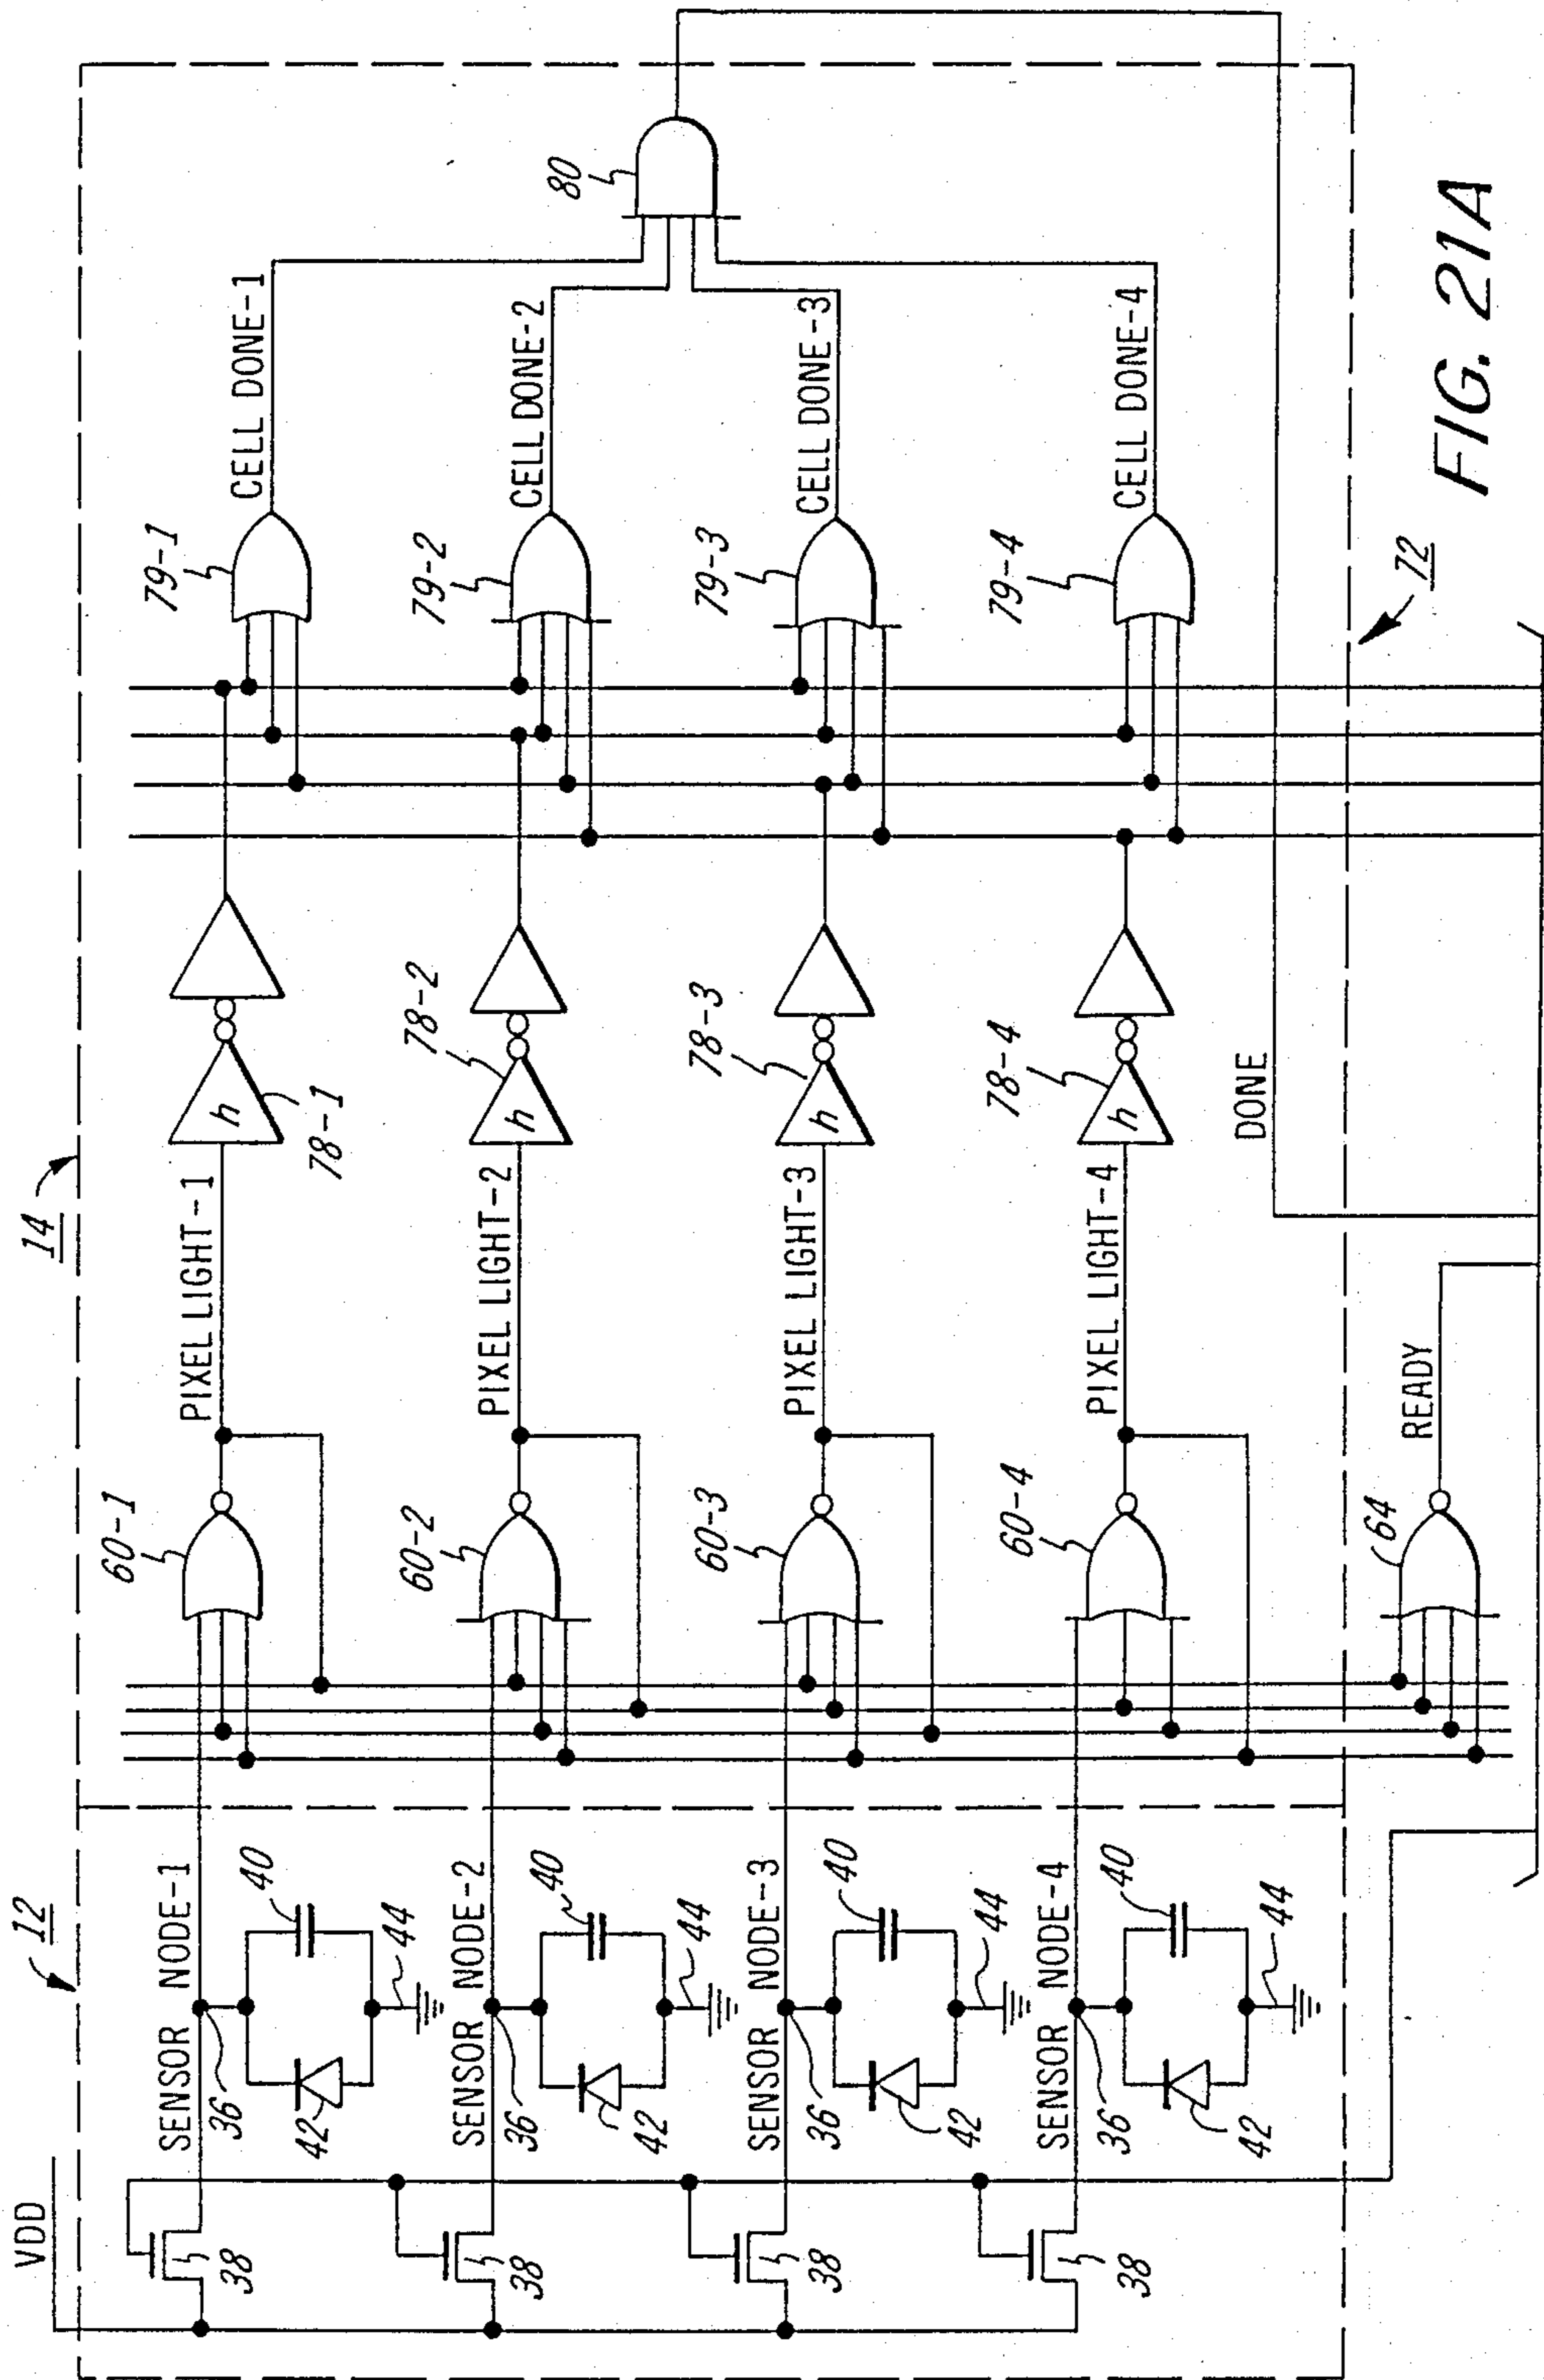 14
12
VDD
SENSOR NODE-1
36
38
42
40
44
60-1
PIXEL LIGHT-1
78-1
79-1
CELL DONE-1
SENSOR NODE-2
36
38
42
40
44
60-2
PIXEL LIGHT-2
78-2
79-2
CELL DONE-2
80
SENSOR NODE-3
36
38
42
40
44
60-3
PIXEL LIGHT-3
78-3
79-3
CELL DONE-3
SENSOR NODE-4
36
38
42
40
44
60-4
PIXEL LIGHT-4
78-4
79-4
CELL DONE-4
h
h
h
h
64
READY
DONE
72
FIG. 21A